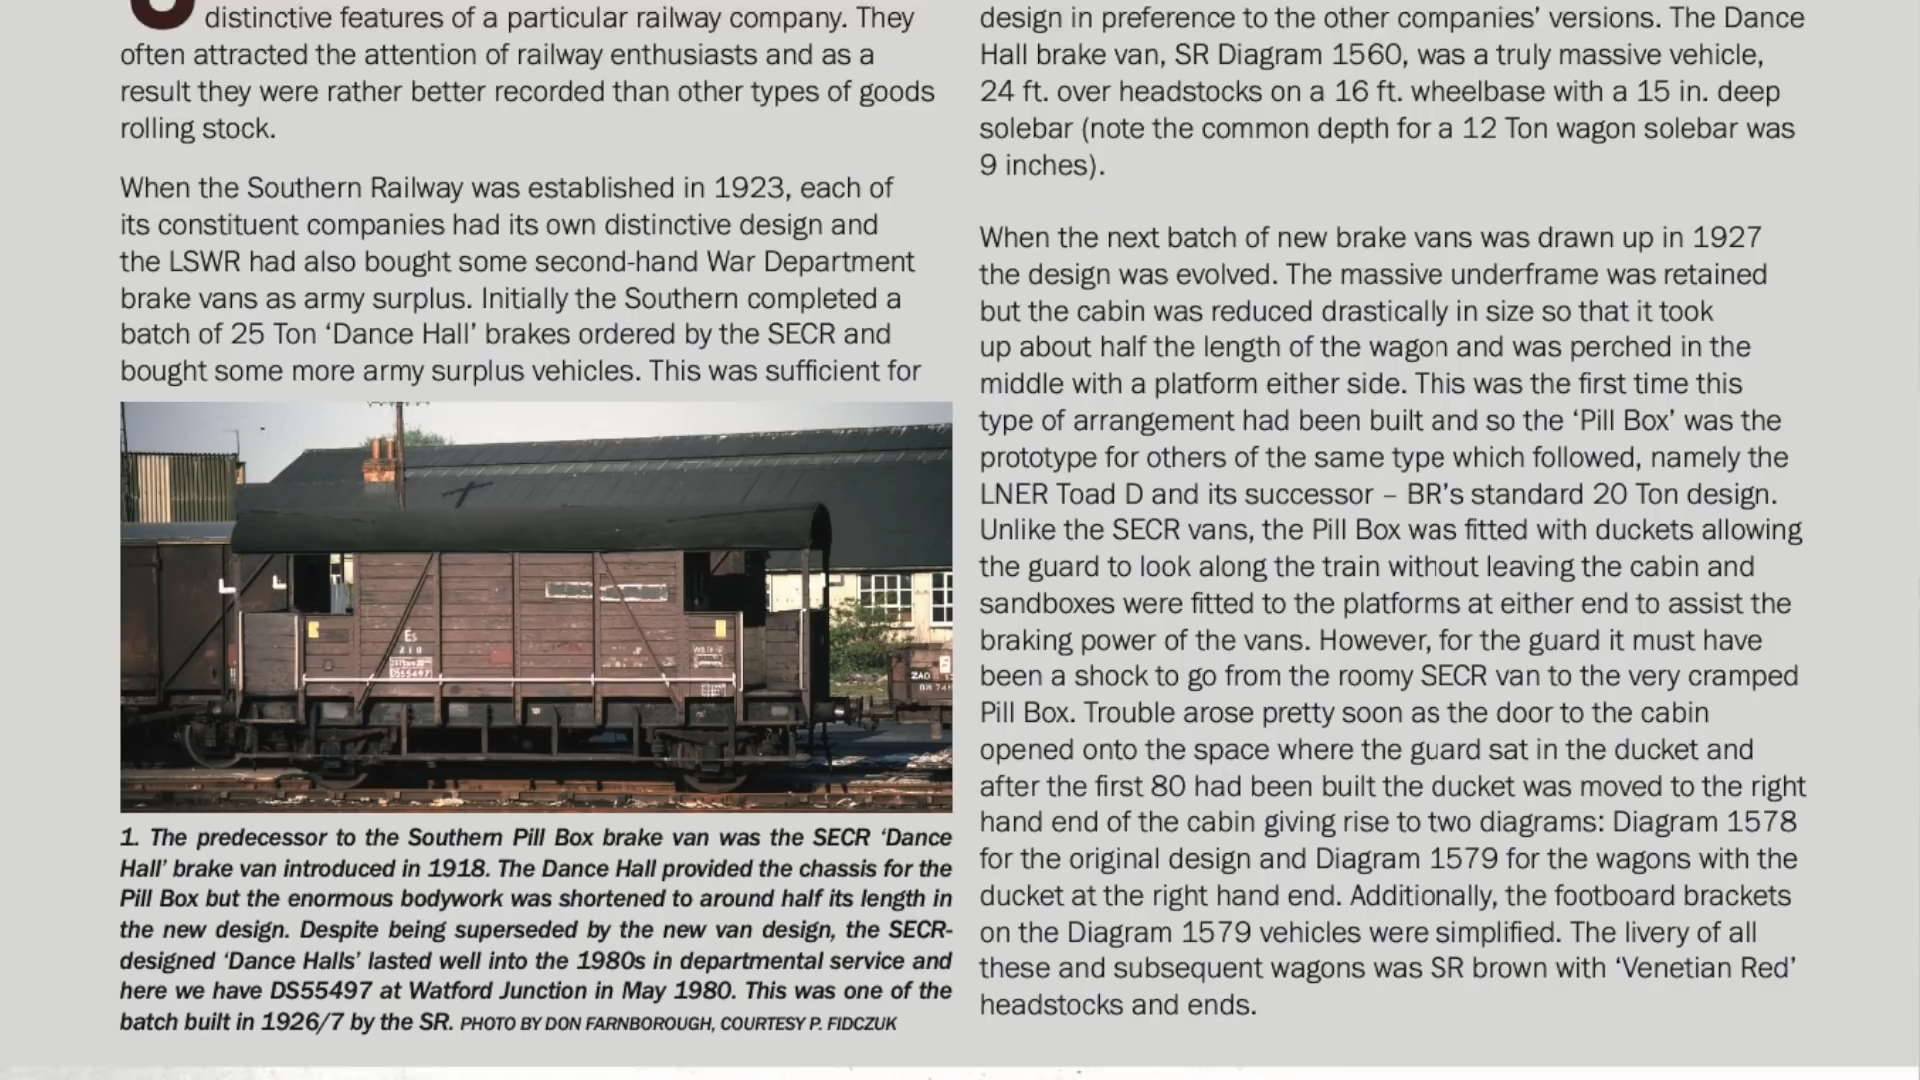 distinctive features of a particular railway company. They
often attracted the attention of railway enthusiasts and as a
result they were rather better recorded than other types of goods
rolling stock.
When the Southern Railway was established in 1923, each of
its constituent companies had its own distinctive design and
the LSWR had also bought some second-hand War Department
brake vans as army surplus. Initially the Southern completed a
batch of 25 Ton ‘Dance Hall’ brakes ordered by the SECR and
bought some more army surplus vehicles. This was sufficient for
Es
DS55497
ZAO
1. The predecessor to the Southern Pill Box brake van was the SECR ‘Dance
Hall’ brake van introduced in 1918. The Dance Hall provided the chassis for the
Pill Box but the enormous bodywork was shortened to around half its length in
the new design. Despite being superseded by the new van design, the SECR-
designed ‘Dance Halls’ lasted well into the 1980s in departmental service and
here we have DS55497 at Watford Junction in May 1980. This was one of the
batch built in 1926/7 by the SR. PHOTO BY DON FARNBOROUGH, COURTESY P. FIDCZUK
design in preference to the other companies’ versions. The Dance
Hall brake van, SR Diagram 1560, was a truly massive vehicle,
24 ft. over headstocks on a 16 ft. wheelbase with a 15 in. deep
solebar (note the common depth for a 12 Ton wagon solebar was
9 inches).
When the next batch of new brake vans was drawn up in 1927
the design was evolved. The massive underframe was retained
but the cabin was reduced drastically in size so that it took
up about half the length of the wagon and was perched in the
middle with a platform either side. This was the first time this
type of arrangement had been built and so the ‘Pill Box’ was the
prototype for others of the same type which followed, namely the
LNER Toad D and its successor – BR’s standard 20 Ton design.
Unlike the SECR vans, the Pill Box was fitted with duckets allowing
the guard to look along the train without leaving the cabin and
sandboxes were fitted to the platforms at either end to assist the
braking power of the vans. However, for the guard it must have
been a shock to go from the roomy SECR van to the very cramped
Pill Box. Trouble arose pretty soon as the door to the cabin
opened onto the space where the guard sat in the ducket and
after the first 80 had been built the ducket was moved to the right
hand end of the cabin giving rise to two diagrams: Diagram 1578
for the original design and Diagram 1579 for the wagons with the
ducket at the right hand end. Additionally, the footboard brackets
on the Diagram 1579 vehicles were simplified. The livery of all
these and subsequent wagons was SR brown with ‘Venetian Red’
headstocks and ends.